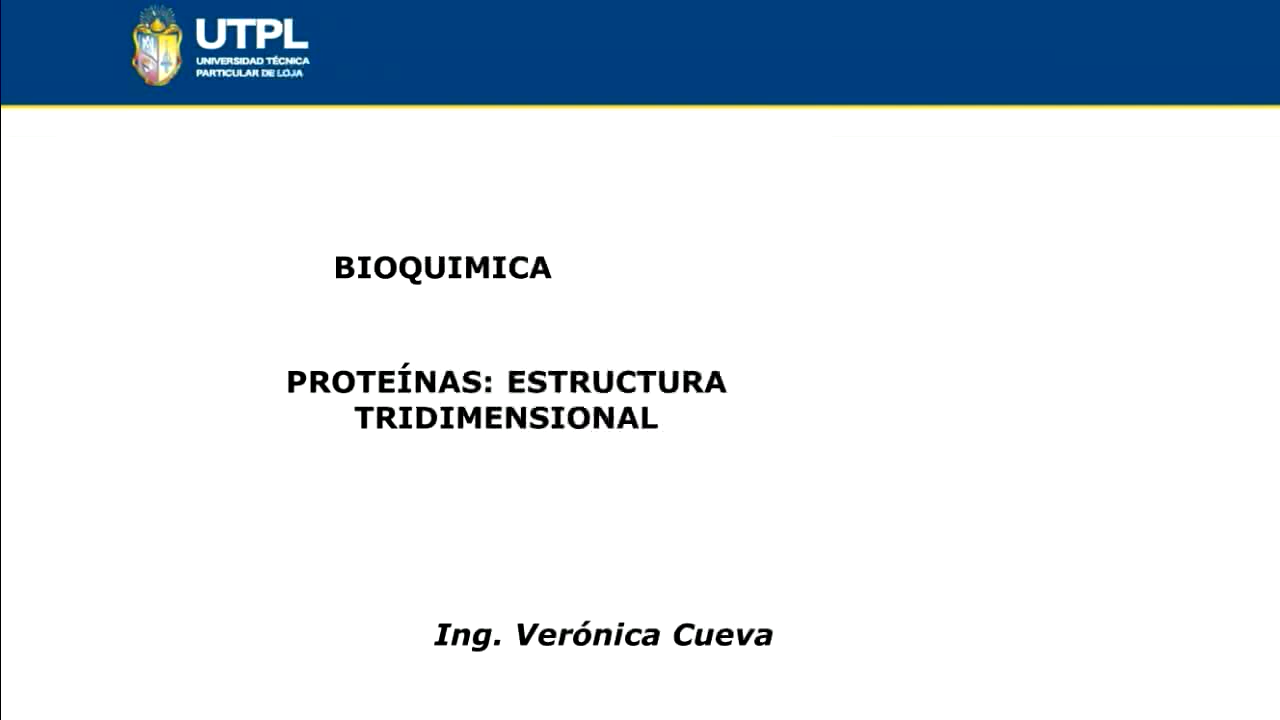 UTPL
UNIVERSIDAD TÉCNICA
PARTICULAR DE LOJA
BIOQUIMICA
PROTEÍNAS: ESTRUCTURA
TRIDIMENSIONAL
Ing. Verónica Cueva